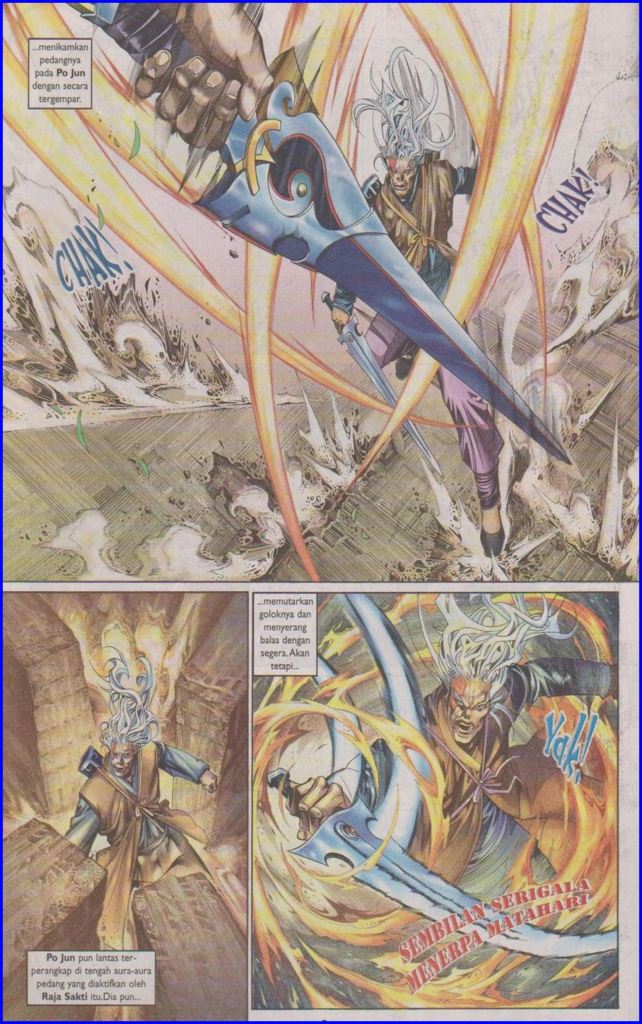 ...menikamkan
pedangnya
pada Po Jun
dengan secara
tergempar.
CHAK!
CHAK!
Po Jun pun lantas ter-
perangkap di tengah aura-aura
pedang yang diaktifkan oleh
Raja Sakti itu.Dia pun...
...memutarkan
goloknya dan
menyerang
balas dengan
segera.Akan
tetapi...
Yak!
SEMBILAN SERIGALA
MENERPA MATAHARI